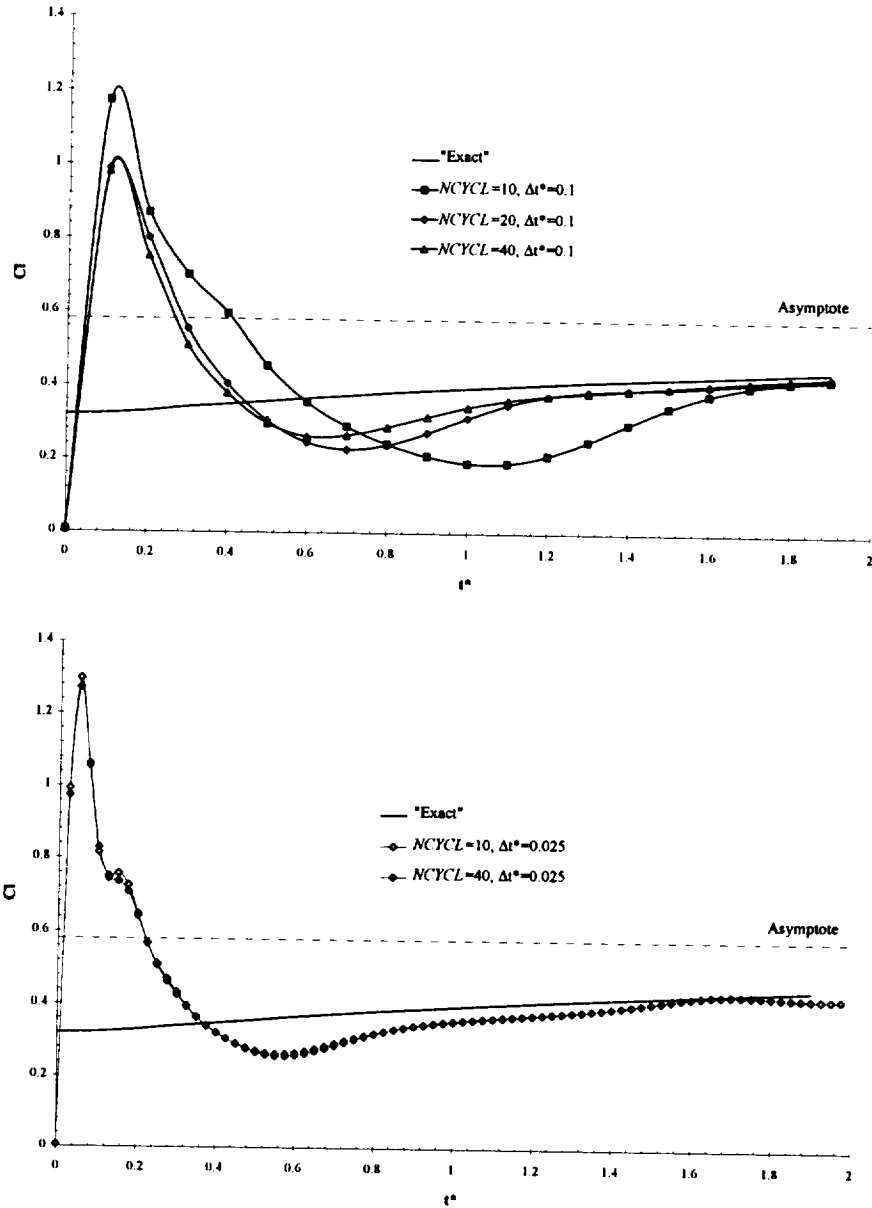 1.4
1.2
1
0.8
0.6
0.4
0.2
0
Cl
"Exact"
NCYCL=10, Δt*=0.1
NCYCL=20, Δt*=0.1
NCYCL=40, Δt*=0.1
Asymptote
0 0.2 0.4 0.6 0.8 1 1.2 1.4 1.6 1.8 2
t*
1.4
1.2
1
0.8
0.6
0.4
0.2
0
Cl
"Exact"
NCYCL=10, Δt*=0.025
NCYCL=40, Δt*=0.025
Asymptote
0 0.2 0.4 0.6 0.8 1 1.2 1.4 1.6 1.8 2
t*